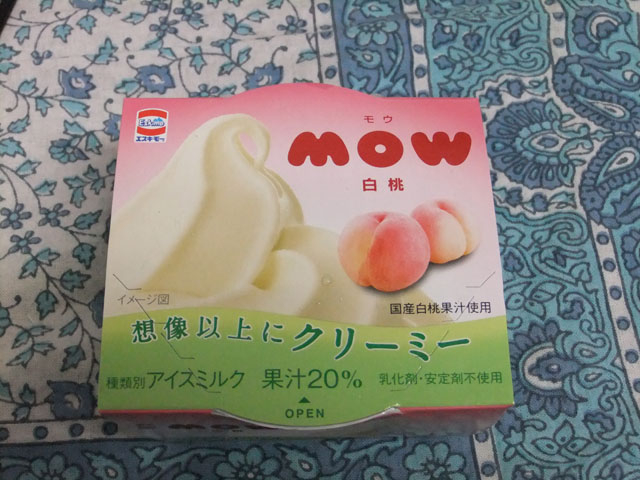 Eskimo
エスキモー
モウ
mow
白桃
イメージ図
国産白桃果汁使用
想像以上にクリーミー
種類別 アイスミルク 果汁20% 乳化剤・安定剤不使用
OPEN
mow